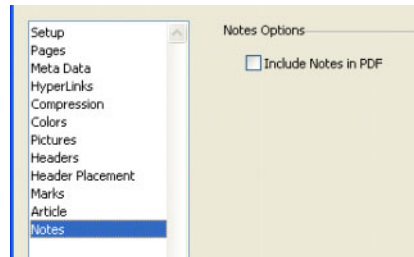 Setup
Pages
Meta Data
HyperLinks
Compression
Colors
Pictures
Headers
Header Placement
Marks
Article
Notes
Notes Options
Include Notes in PDF